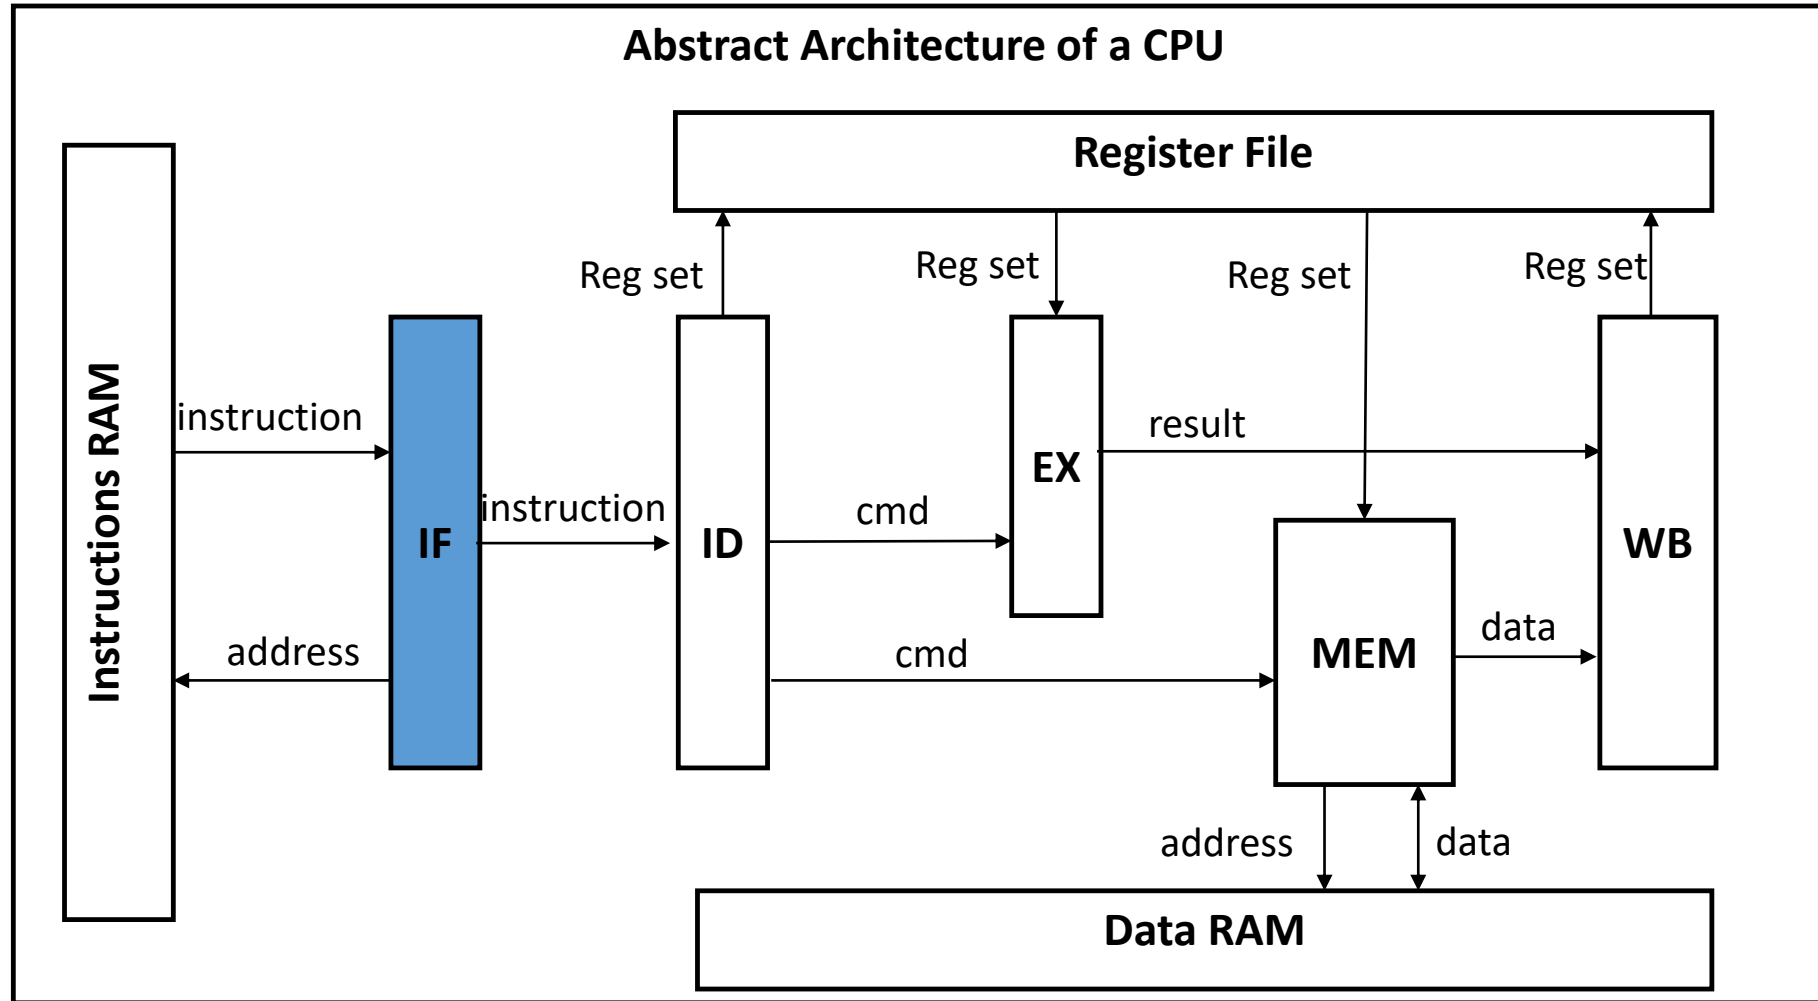 Abstract Architecture of a CPU
Register File
Reg set
Reg set
Reg set
Reg set
Instructions RAM
instruction
address
IF
instruction
ID
cmd
cmd
EX
result
MEM
data
WB
address
data
Data RAM